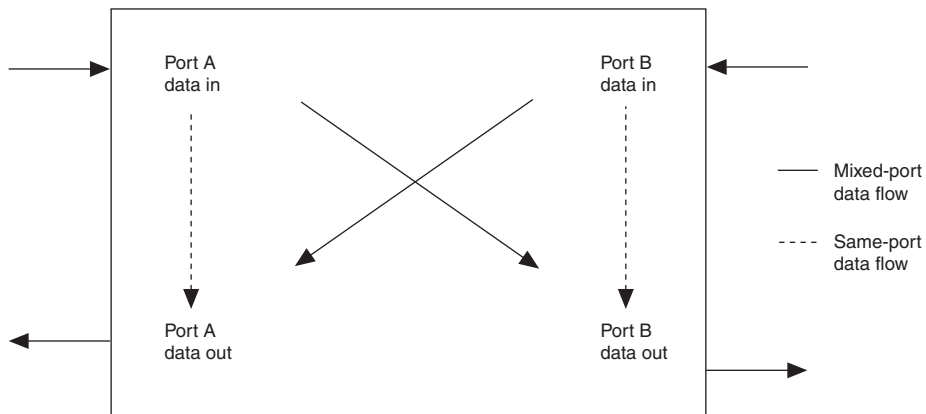 Port A
data in
Port B
data in
Mixed-port
data flow
Same-port
data flow
Port A
data out
Port B
data out